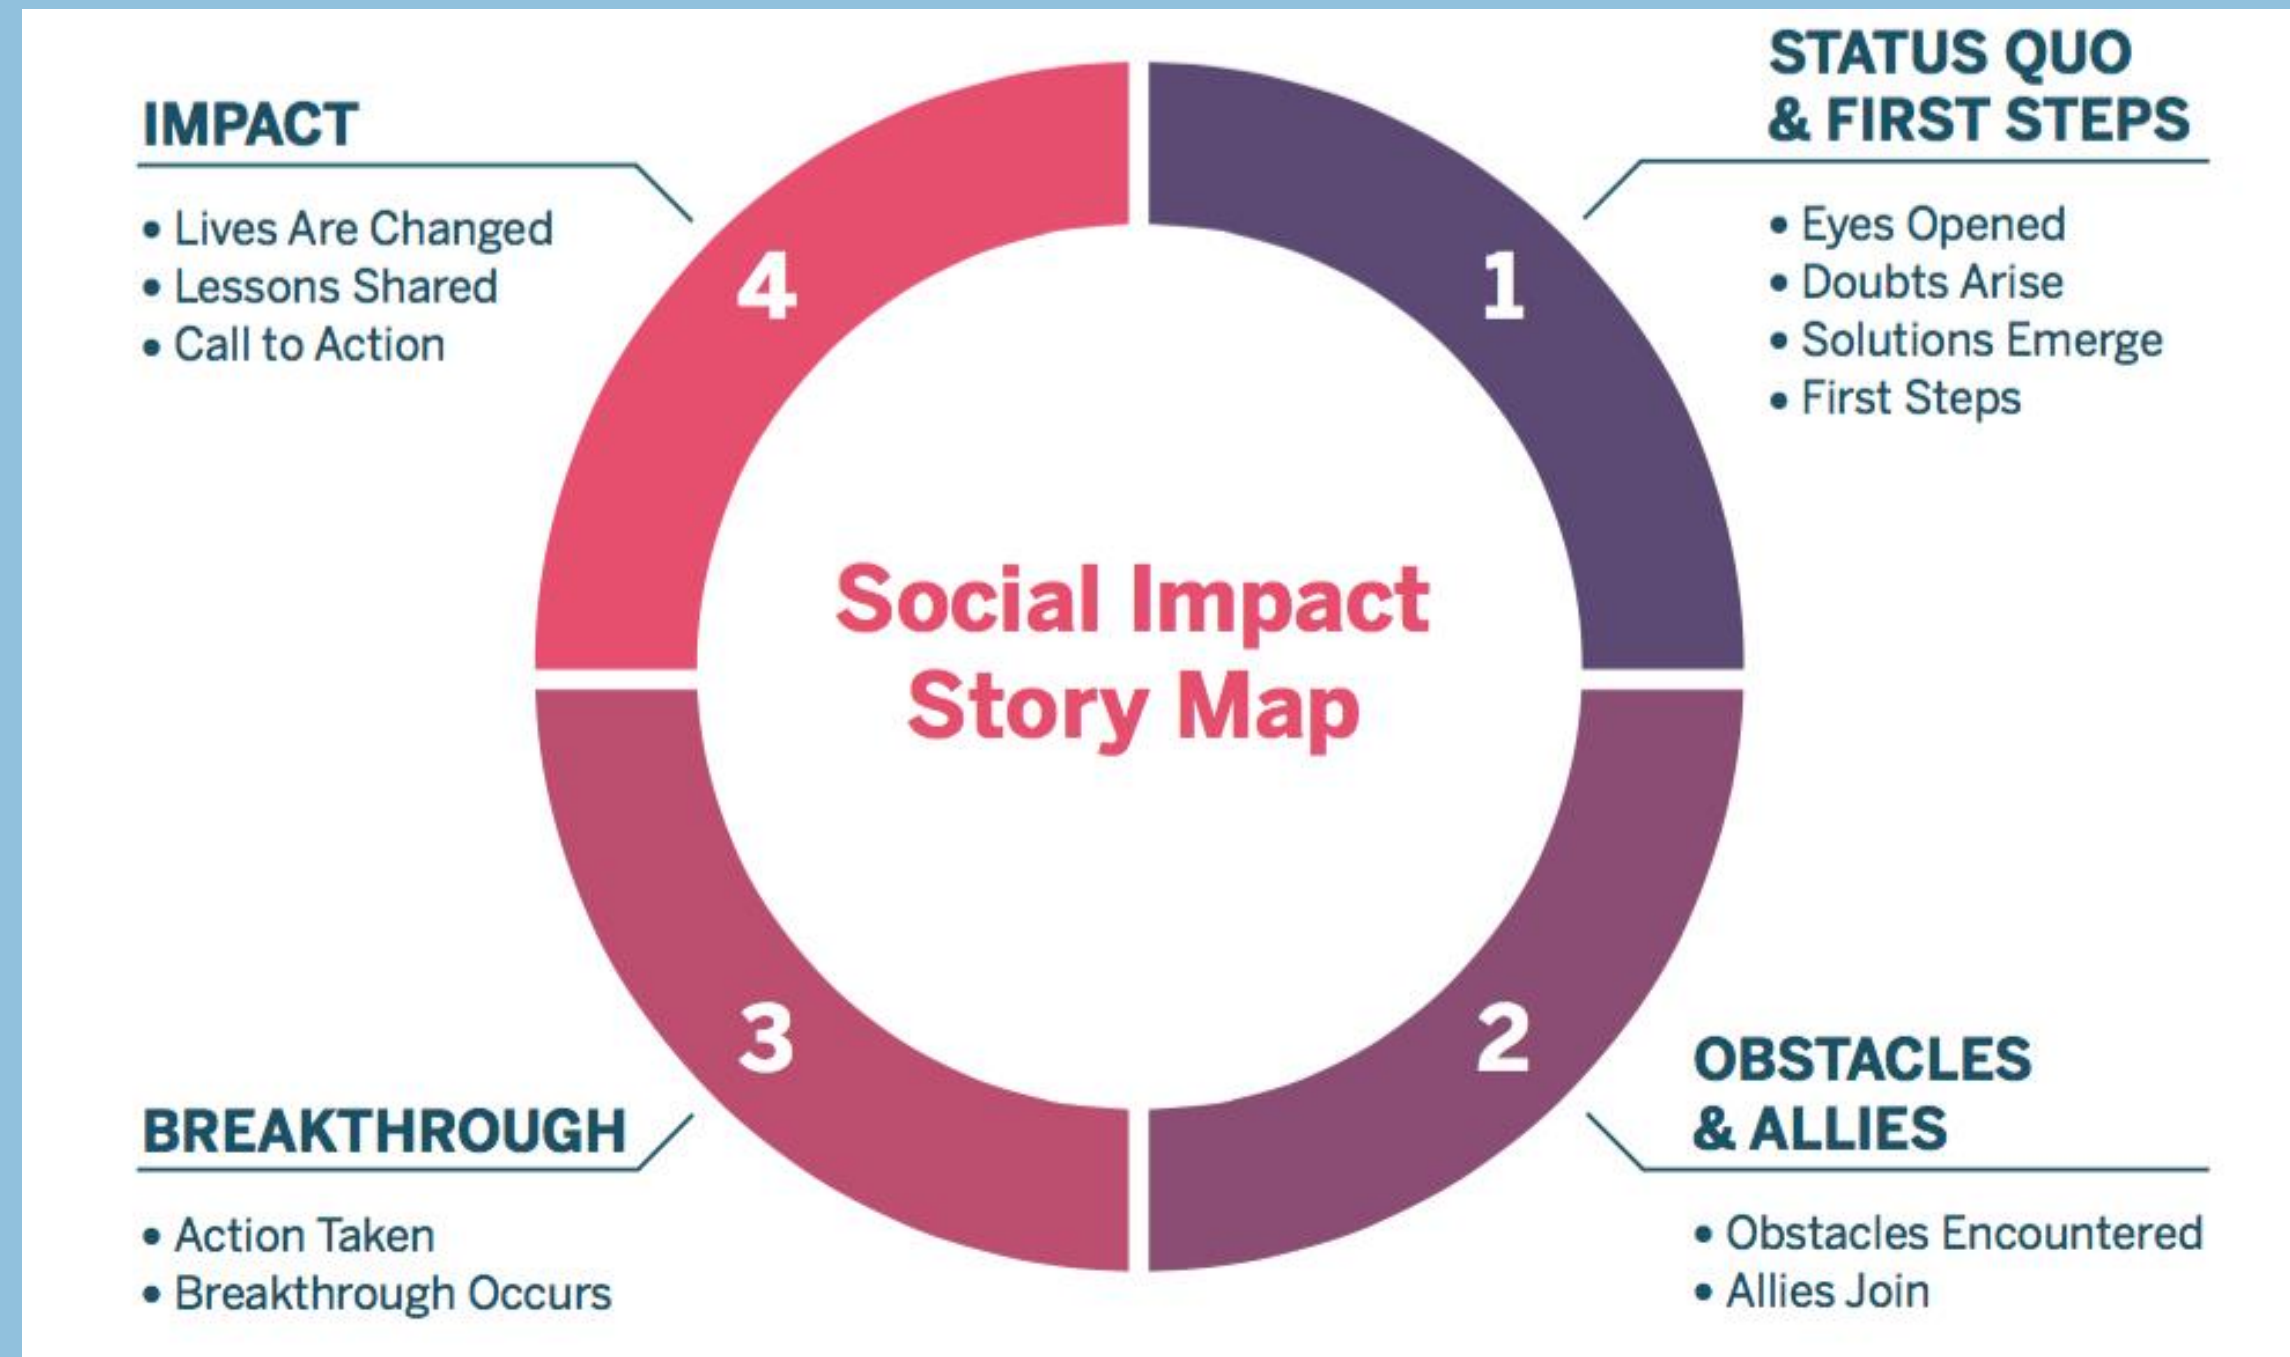 Social Impact
Story Map
1
STATUS QUO
& FIRST STEPS
• Eyes Opened
• Doubts Arise
• Solutions Emerge
• First Steps
2
OBSTACLES
& ALLIES
• Obstacles Encountered
• Allies Join
3
BREAKTHROUGH
• Action Taken
• Breakthrough Occurs
4
IMPACT
• Lives Are Changed
• Lessons Shared
• Call to Action